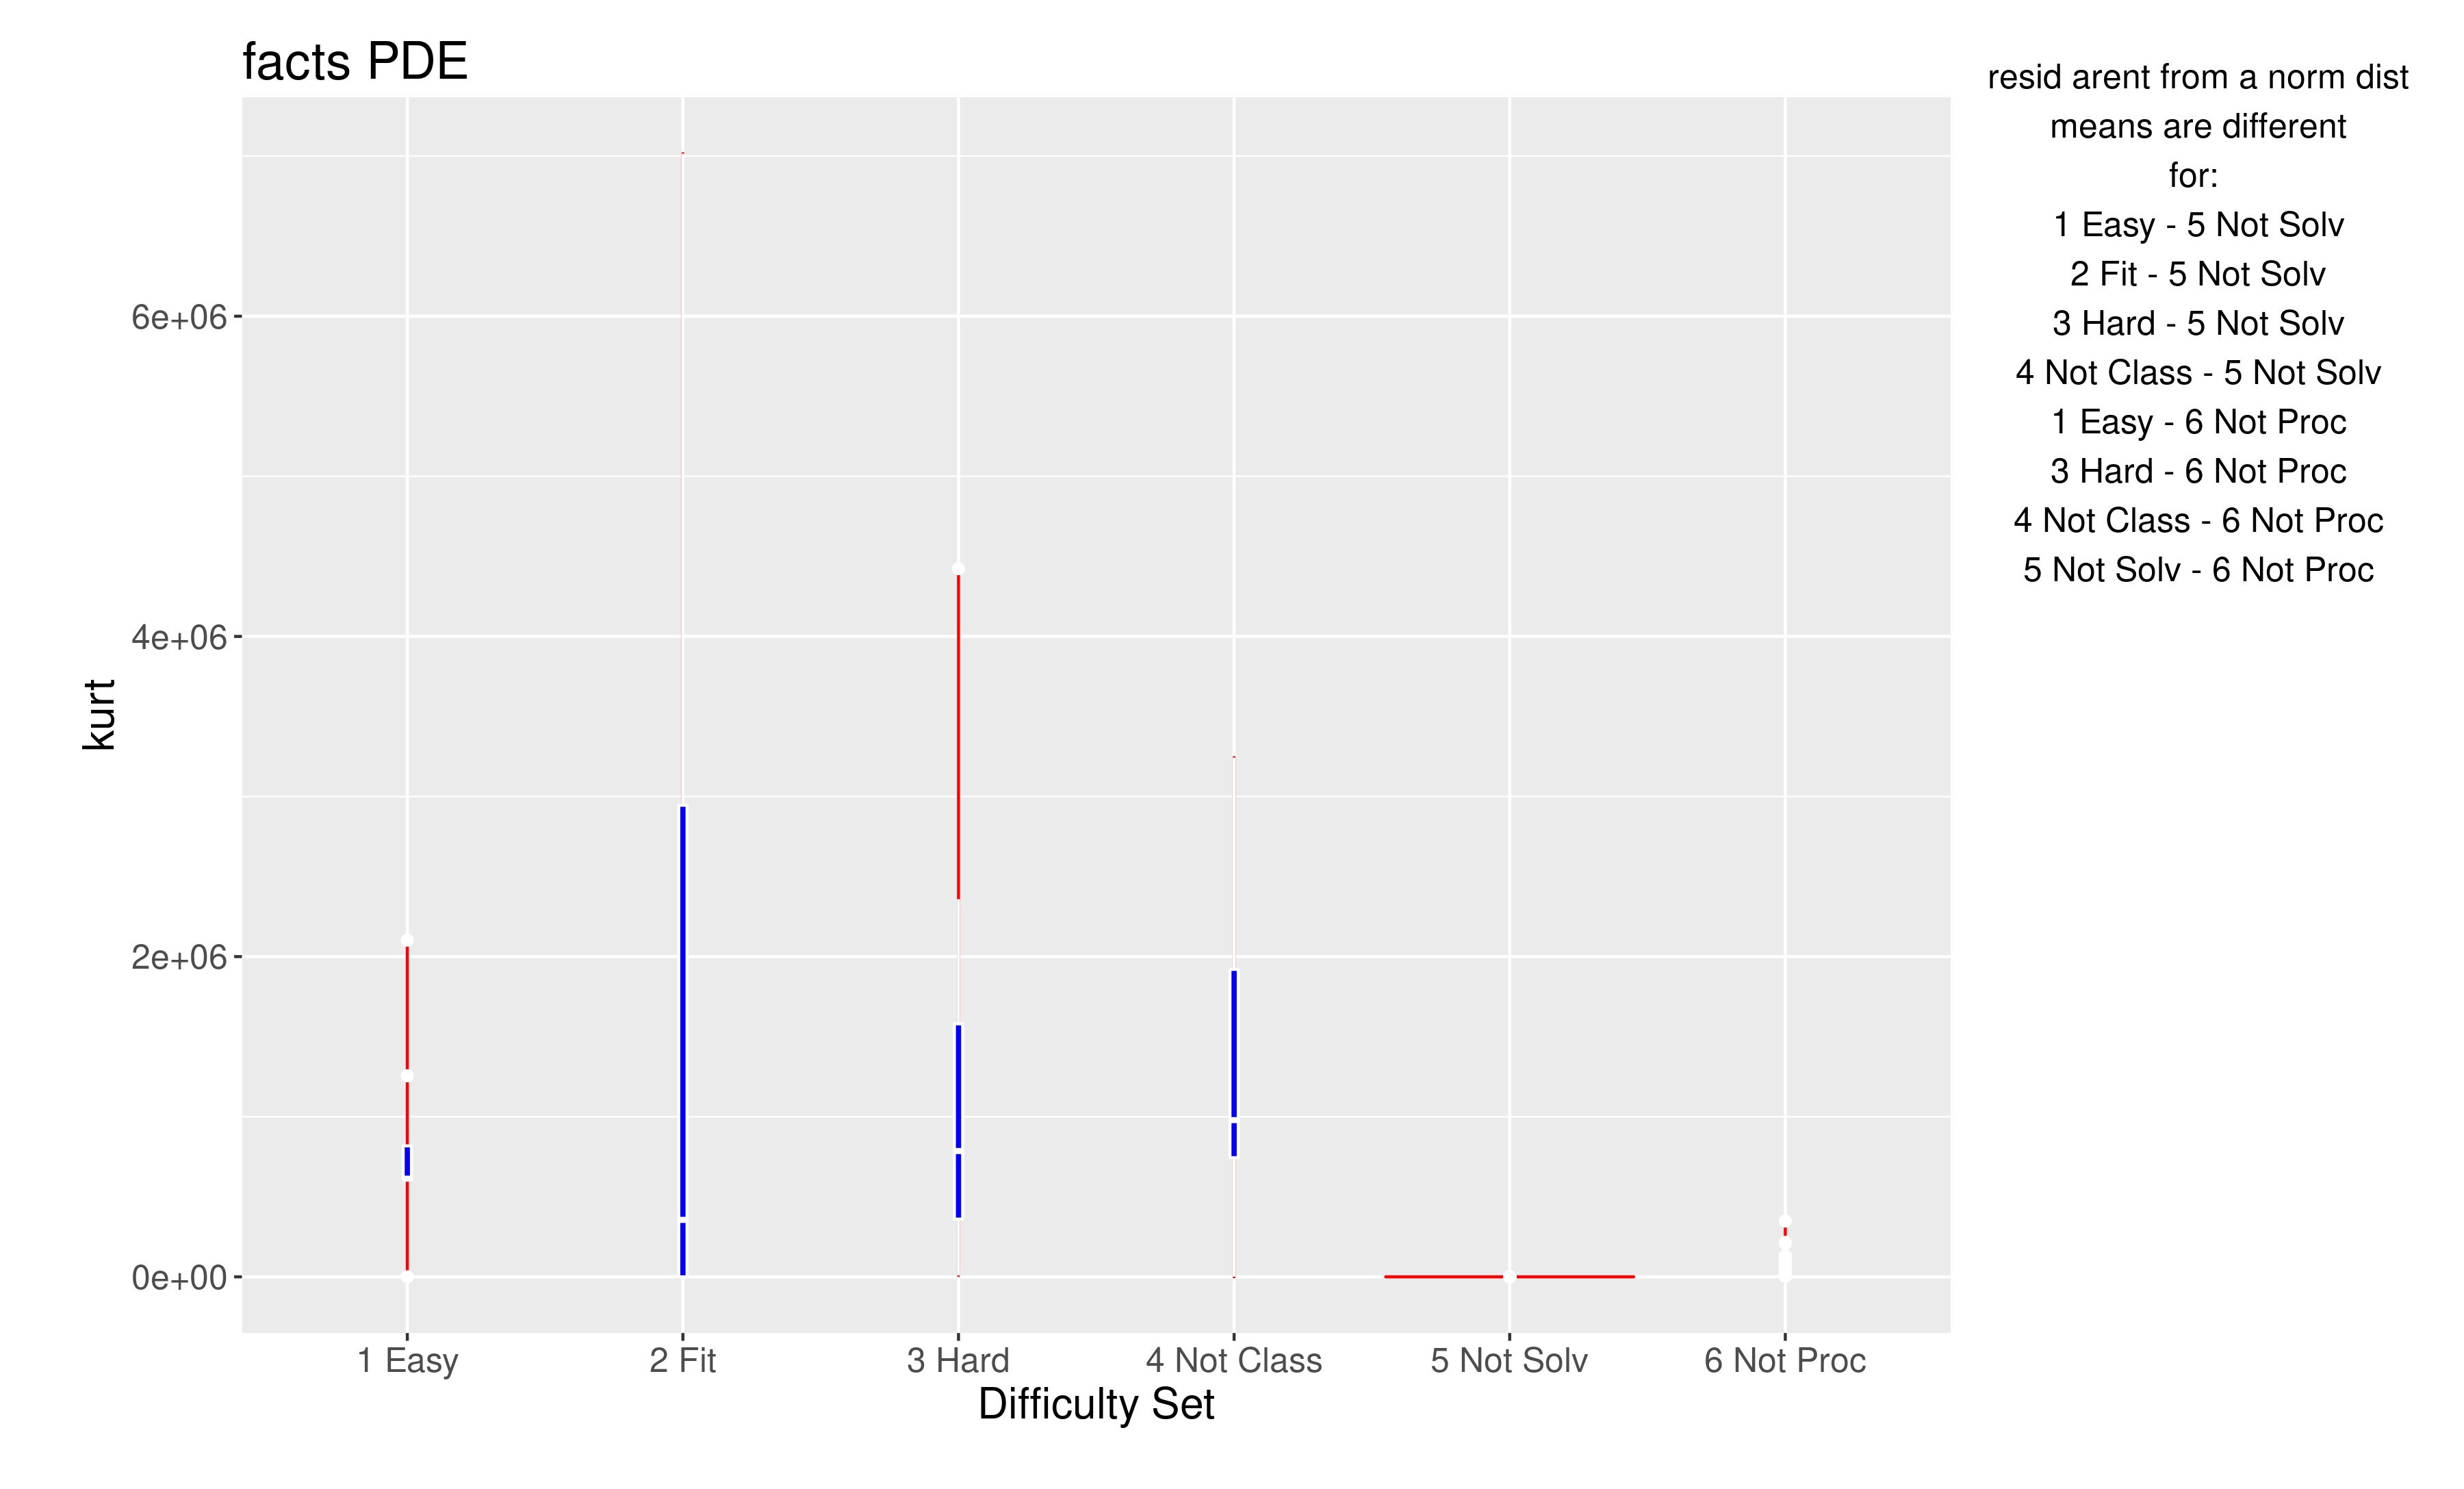 facts PDE
resid arent from a norm dist
means are different
for:
1 Easy - 5 Not Solv
2 Fit - 5 Not Solv
3 Hard - 5 Not Solv
4 Not Class - 5 Not Solv
1 Easy - 6 Not Proc
3 Hard - 6 Not Proc
4 Not Class - 6 Not Proc
5 Not Solv - 6 Not Proc
kurt
6e+06
4e+06
2e+06
0e+00
1 Easy
2 Fit
3 Hard
4 Not Class
5 Not Solv
6 Not Proc
Difficulty Set